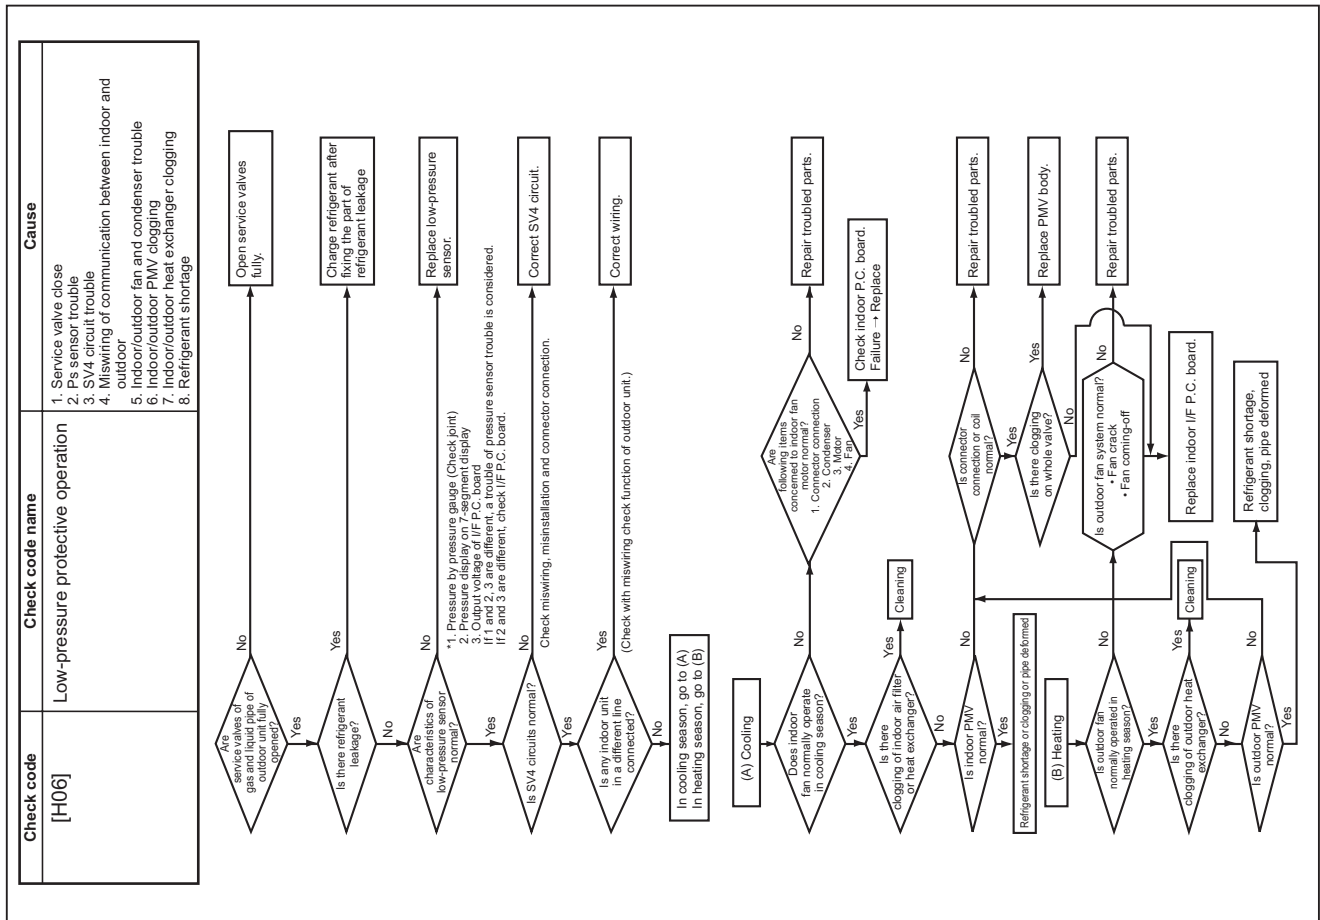 Check code
Check code name
Cause
[H06]
Low-pressure protective operation
1. Service valve close
2. Ps sensor trouble
3. SV4 circuit trouble
4. Miswiring of communication between indoor and
outdoor
5. Indoor/outdoor fan and condenser trouble
6. Indoor/outdoor PMV clogging
7. Indoor/outdoor heat exchanger clogging
8. Refrigerant shortage
Are
service valves of
gas and liquid pipe of
outdoor unit fully
opened?
No
Open service valves
fully.
Yes
Is there refrigerant
leakage?
Yes
Charge refrigerant after
fixing the part of
refrigerant leakage
No
Are
characteristics of
low-pressure sensor
normal?
No
Replace low-pressure
sensor.
*1. Pressure by pressure gauge (Check joint)
2. Pressure display on 7-segment display
3. Output voltage of I/F P.C. board
If 1 and 2, 3 are different, a trouble of pressure sensor trouble is considered.
If 2 and 3 are different, check I/F P.C. board.
Yes
Is SV4 circuits normal?
No
Correct SV4 circuit.
Check miswiring, misinstallation and connector connection.
Yes
Is any indoor unit
in a different line
connected?
Yes
Correct wiring.
(Check with miswiring check function of outdoor unit.)
No
In cooling season, go to (A)
In heating season, go to (B)
(A) Cooling
Does indoor
fan normally operate
in cooling season?
No
Are
following items
concerned to indoor fan
motor normal?
1. Connector connection
2. Condenser
3. Motor
4. Fan
No
Repair troubled parts.
Yes
Check indoor P.C. board.
Failure → Replace
Yes
Is there
clogging of indoor air filter
or heat exchanger?
Yes
Cleaning
No
Is indoor PMV
normal?
No
Is connector
connection or coil
normal?
No
Repair troubled parts.
Yes
Is there clogging
on whole valve?
Yes
Replace PMV body.
No
Yes
Refrigerant shortage or clogging or pipe deformed
(B) Heating
Is outdoor fan
normally operated in
heating season?
No
Is outdoor fan system normal?
• Fan crack
• Fan coming-off
No
Repair troubled parts.
Replace indoor I/F P.C. board.
Yes
Is there
clogging of outdoor heat
exchanger?
Yes
Cleaning
No
Is outdoor PMV
normal?
No
Yes
Refrigerant shortage,
clogging, pipe deformed